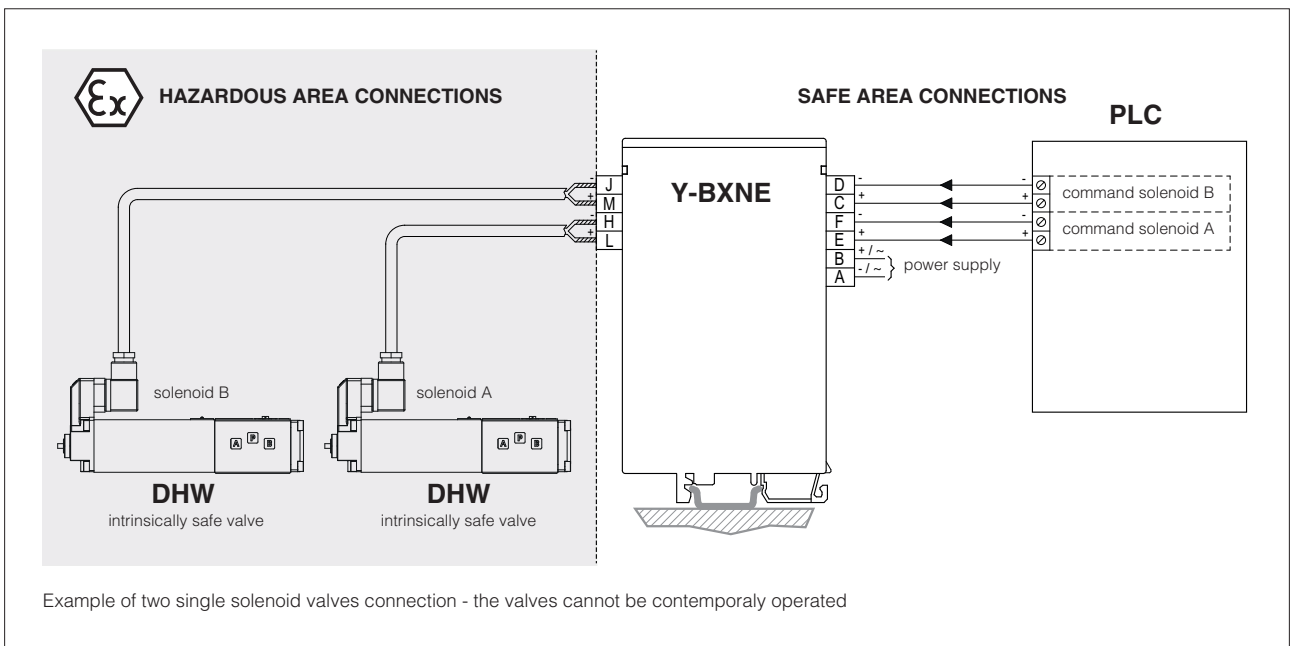 Ex
HAZARDOUS AREA CONNECTIONS
SAFE AREA CONNECTIONS
PLC
Y-BXNE
- J
+ M
- H
+ L
D -
C +
F -
E +
B + / ~
A - / ~
power supply
- command solenoid B
+
- command solenoid A
+
solenoid B
solenoid A
A P B
A P B
DHW
intrinsically safe valve
DHW
intrinsically safe valve
Example of two single solenoid valves connection - the valves cannot be contemporaly operated